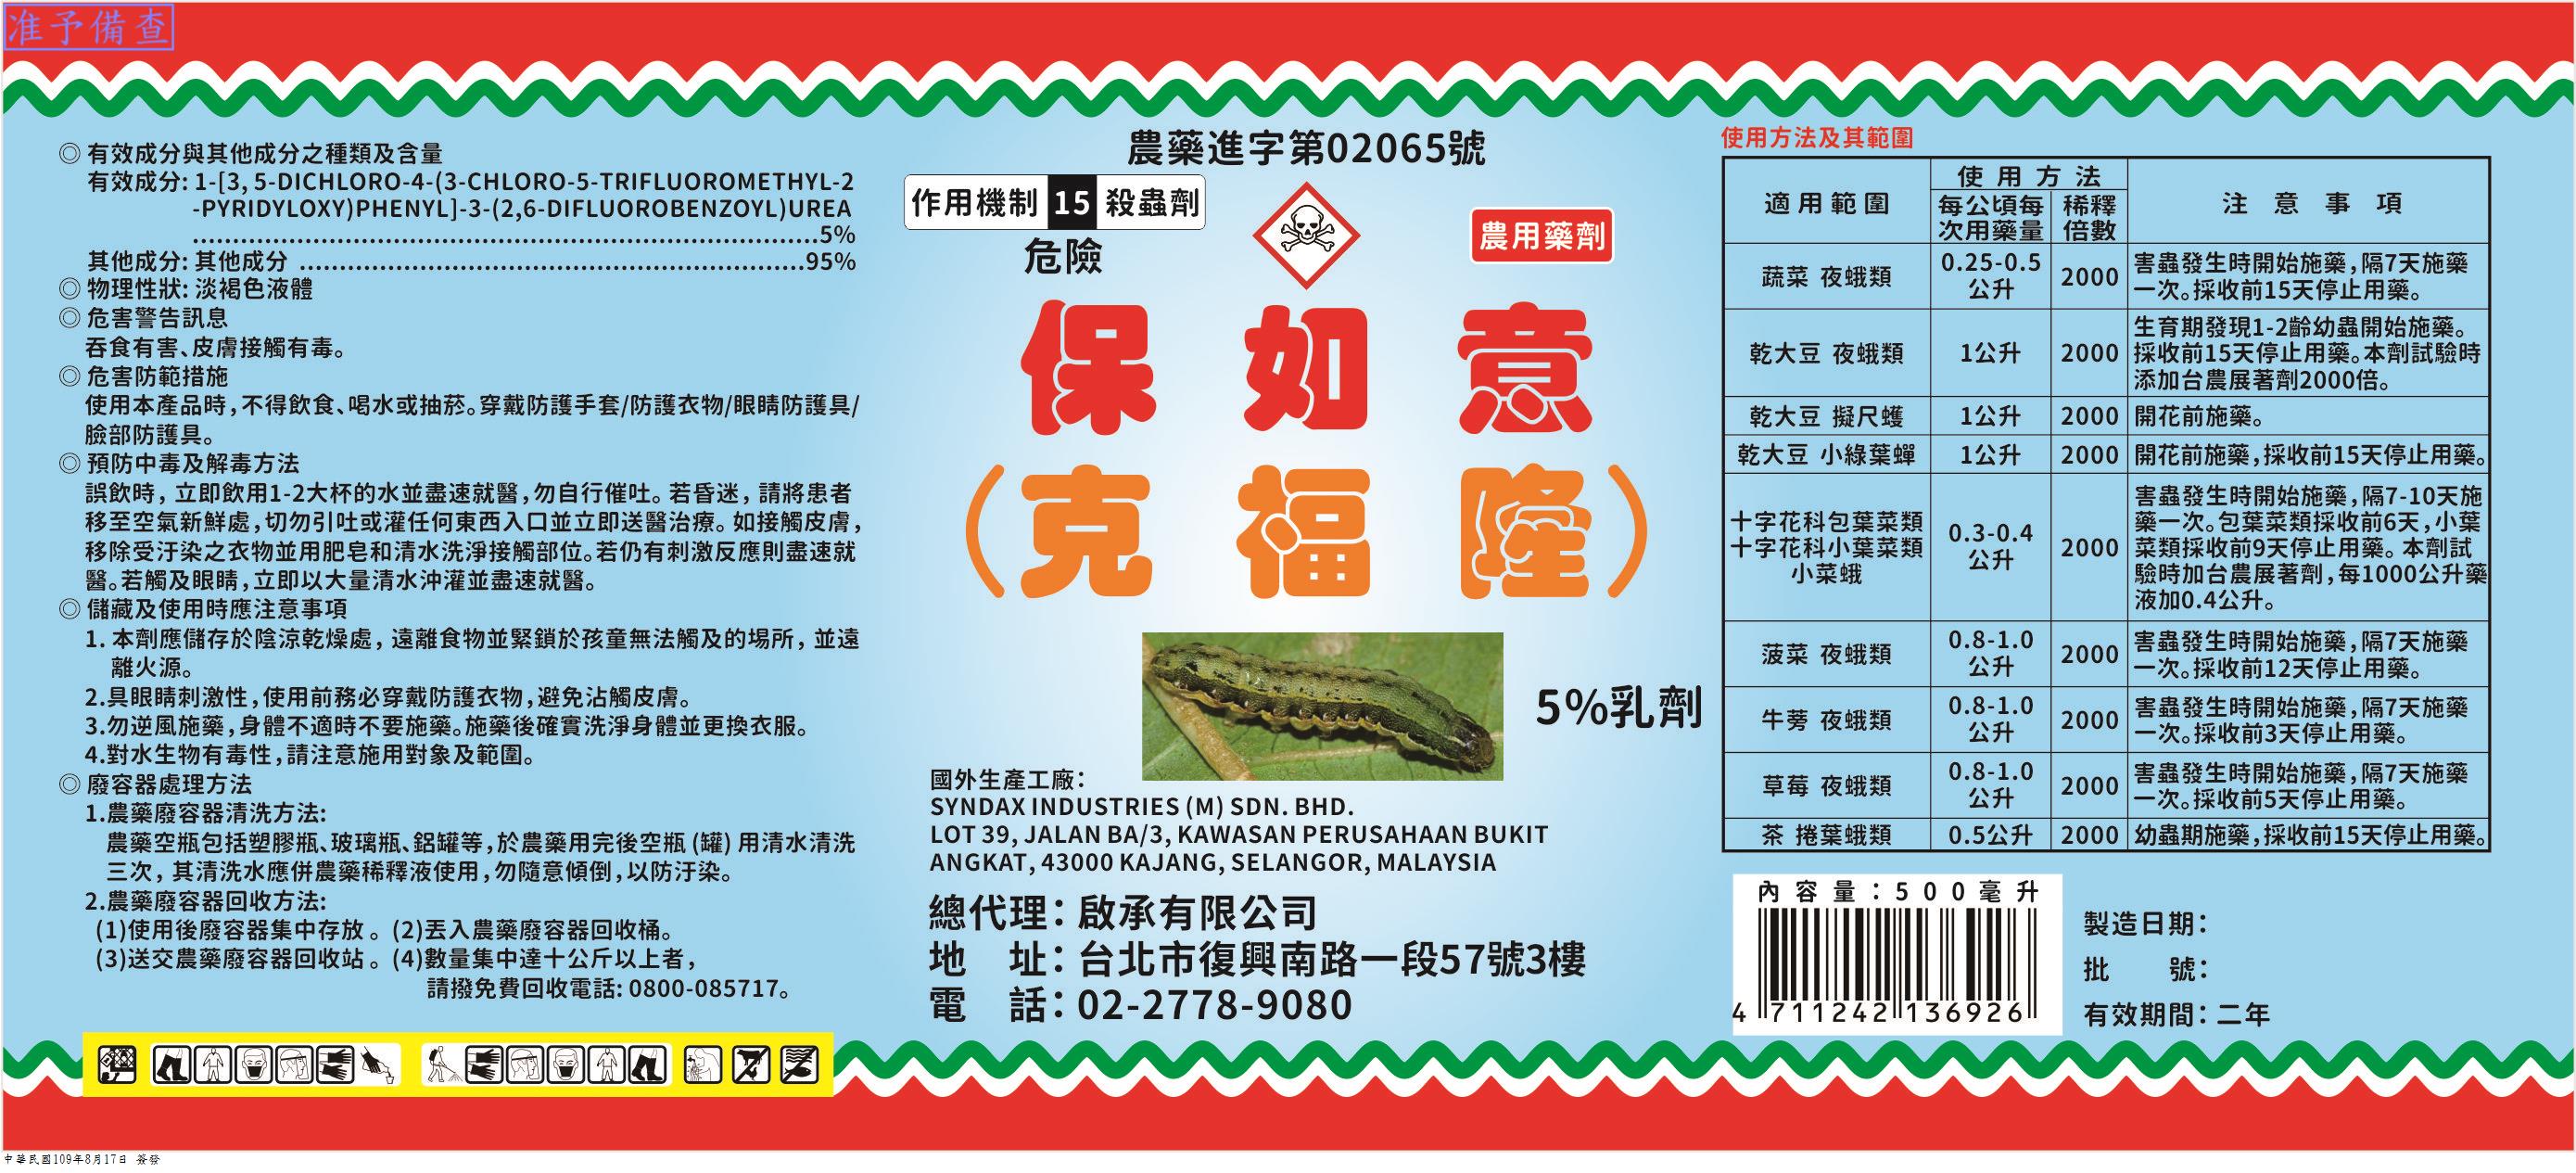 准予備查
◎ 有效成分與其他成分之種類及含量
有效成分: 1-[3, 5-DICHLORO-4-(3-CHLORO-5-TRIFLUOROMETHYL-2
-PYRIDYLOXY)PHENYL]-3-(2,6-DIFLUOROBENZOYL)UREA
..............................................................................5%
其他成分: 其他成分 ...............................................................95%
◎ 物理性狀: 淡褐色液體
◎ 危害警告訊息
吞食有害、皮膚接觸有毒。
◎ 危害防範措施
使用本產品時,不得飲食、喝水或抽菸。穿戴防護手套/防護衣物/眼睛防護具/
臉部防護具。
◎ 預防中毒及解毒方法
誤飲時, 立即飲用1-2大杯的水並盡速就醫,勿自行催吐。若昏迷, 請將患者
移至空氣新鮮處,切勿引吐或灌任何東西入口並立即送醫治療。如接觸皮膚,
移除受汙染之衣物並用肥皂和清水洗淨接觸部位。若仍有刺激反應則盡速就
醫。若觸及眼睛,立即以大量清水沖灌並盡速就醫。
◎ 儲藏及使用時應注意事項
1. 本劑應儲存於陰涼乾燥處, 遠離食物並緊鎖於孩童無法觸及的場所, 並遠
離火源。
2.具眼睛刺激性,使用前務必穿戴防護衣物,避免沾觸皮膚。
3.勿逆風施藥,身體不適時不要施藥。施藥後確實洗淨身體並更換衣服。
4.對水生物有毒性,請注意施用對象及範圍。
◎ 廢容器處理方法
1.農藥廢容器清洗方法:
農藥空瓶包括塑膠瓶、玻璃瓶、鋁罐等,於農藥用完後空瓶 (罐) 用清水清洗
三次, 其清洗水應併農藥稀釋液使用,勿隨意傾倒,以防汙染。
2.農藥廢容器回收方法:
(1)使用後廢容器集中存放 。 (2)丟入農藥廢容器回收桶。
(3)送交農藥廢容器回收站 。 (4)數量集中達十公斤以上者,
請撥免費回收電話: 0800-085717。
農藥進字第02065號
作用機制 15 殺蟲劑
危險
農用藥劑
保如意
(克福隆)
5%乳劑
國外生產工廠:
SYNDAX INDUSTRIES (M) SDN. BHD.
LOT 39, JALAN BA/3, KAWASAN PERUSAHAAN BUKIT
ANGKAT, 43000 KAJANG, SELANGOR, MALAYSIA
總代理: 啟承有限公司
地 址: 台北市復興南路一段57號3樓
電 話: 02-2778-9080
使用方法及其範圍
適用範圍 使用方法 注意事項
每公頃每 稀釋
次用藥量 倍數
蔬菜 夜蛾類 0.25-0.5 公升 2000 害蟲發生時開始施藥,隔7天施藥
一次。採收前15天停止用藥。
乾大豆 夜蛾類 1公升 2000 生育期發現1-2齡幼蟲開始施藥。
採收前15天停止用藥。本劑試驗時
添加台農展著劑2000倍。
乾大豆 擬尺蠖 1公升 2000 開花前施藥。
乾大豆 小綠葉蟬 1公升 2000 開花前施藥,採收前15天停止用藥。
十字花科包葉菜類
十字花科小葉菜類
小菜蛾 0.3-0.4 公升 2000 害蟲發生時開始施藥,隔7-10天施
藥一次。包葉菜類採收前6天,小葉
菜類採收前9天停止用藥。本劑試
驗時加台農展著劑,每1000公升藥
液加0.4公升。
菠菜 夜蛾類 0.8-1.0 公升 2000 害蟲發生時開始施藥,隔7天施藥
一次。採收前12天停止用藥。
牛蒡 夜蛾類 0.8-1.0 公升 2000 害蟲發生時開始施藥,隔7天施藥
一次。採收前3天停止用藥。
草莓 夜蛾類 0.8-1.0 公升 2000 害蟲發生時開始施藥,隔7天施藥
一次。採收前5天停止用藥。
茶 捲葉蛾類 0.5公升 2000 幼蟲期施藥,採收前15天停止用藥。
內容量:500毫升
4 711242 136926
製造日期:
批 號:
有效期間: 二年
中華民國109年8月17日 簽發